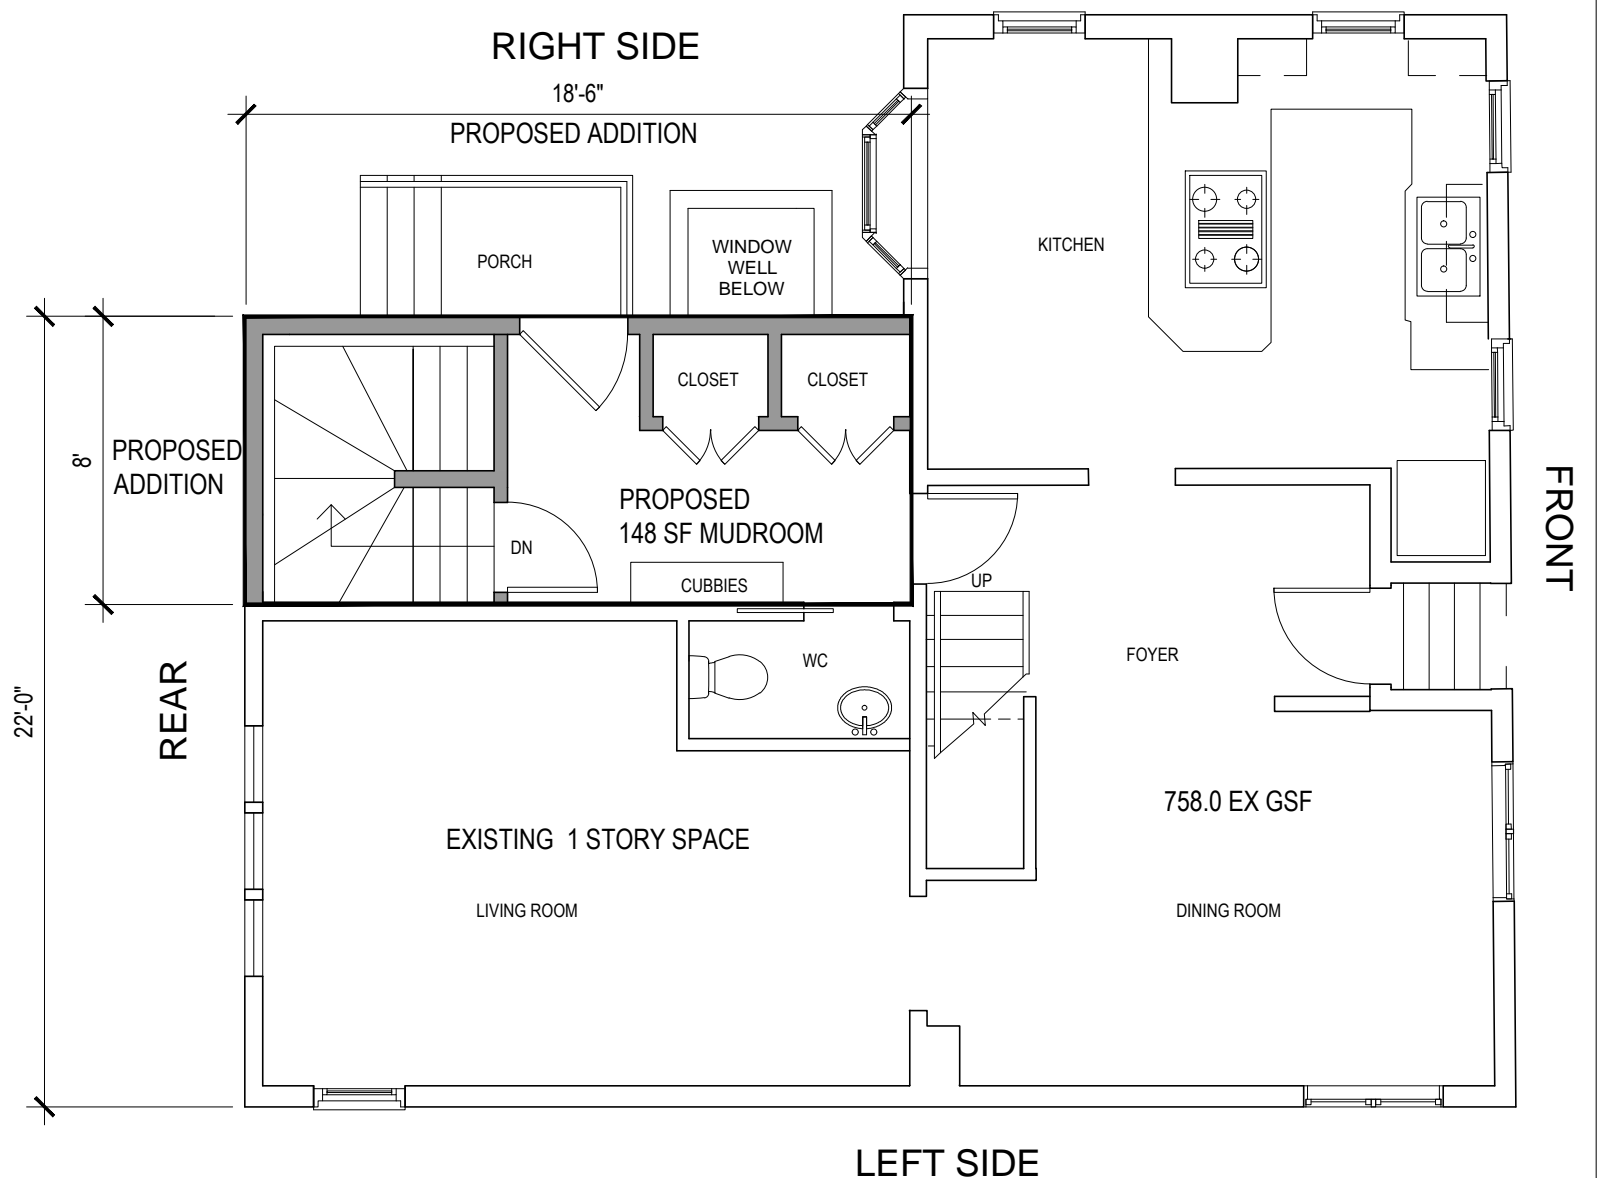 RIGHT SIDE
18'-6"
PROPOSED ADDITION
PORCH
WINDOW
WELL
BELOW
KITCHEN
CLOSET
CLOSET
8'
PROPOSED
ADDITION
PROPOSED
148 SF MUDROOM
FRONT
DN
CUBBIES
UP
22'-0"
REAR
WC
FOYER
758.0 EX GSF
EXISTING 1 STORY SPACE
LIVING ROOM
DINING ROOM
LEFT SIDE